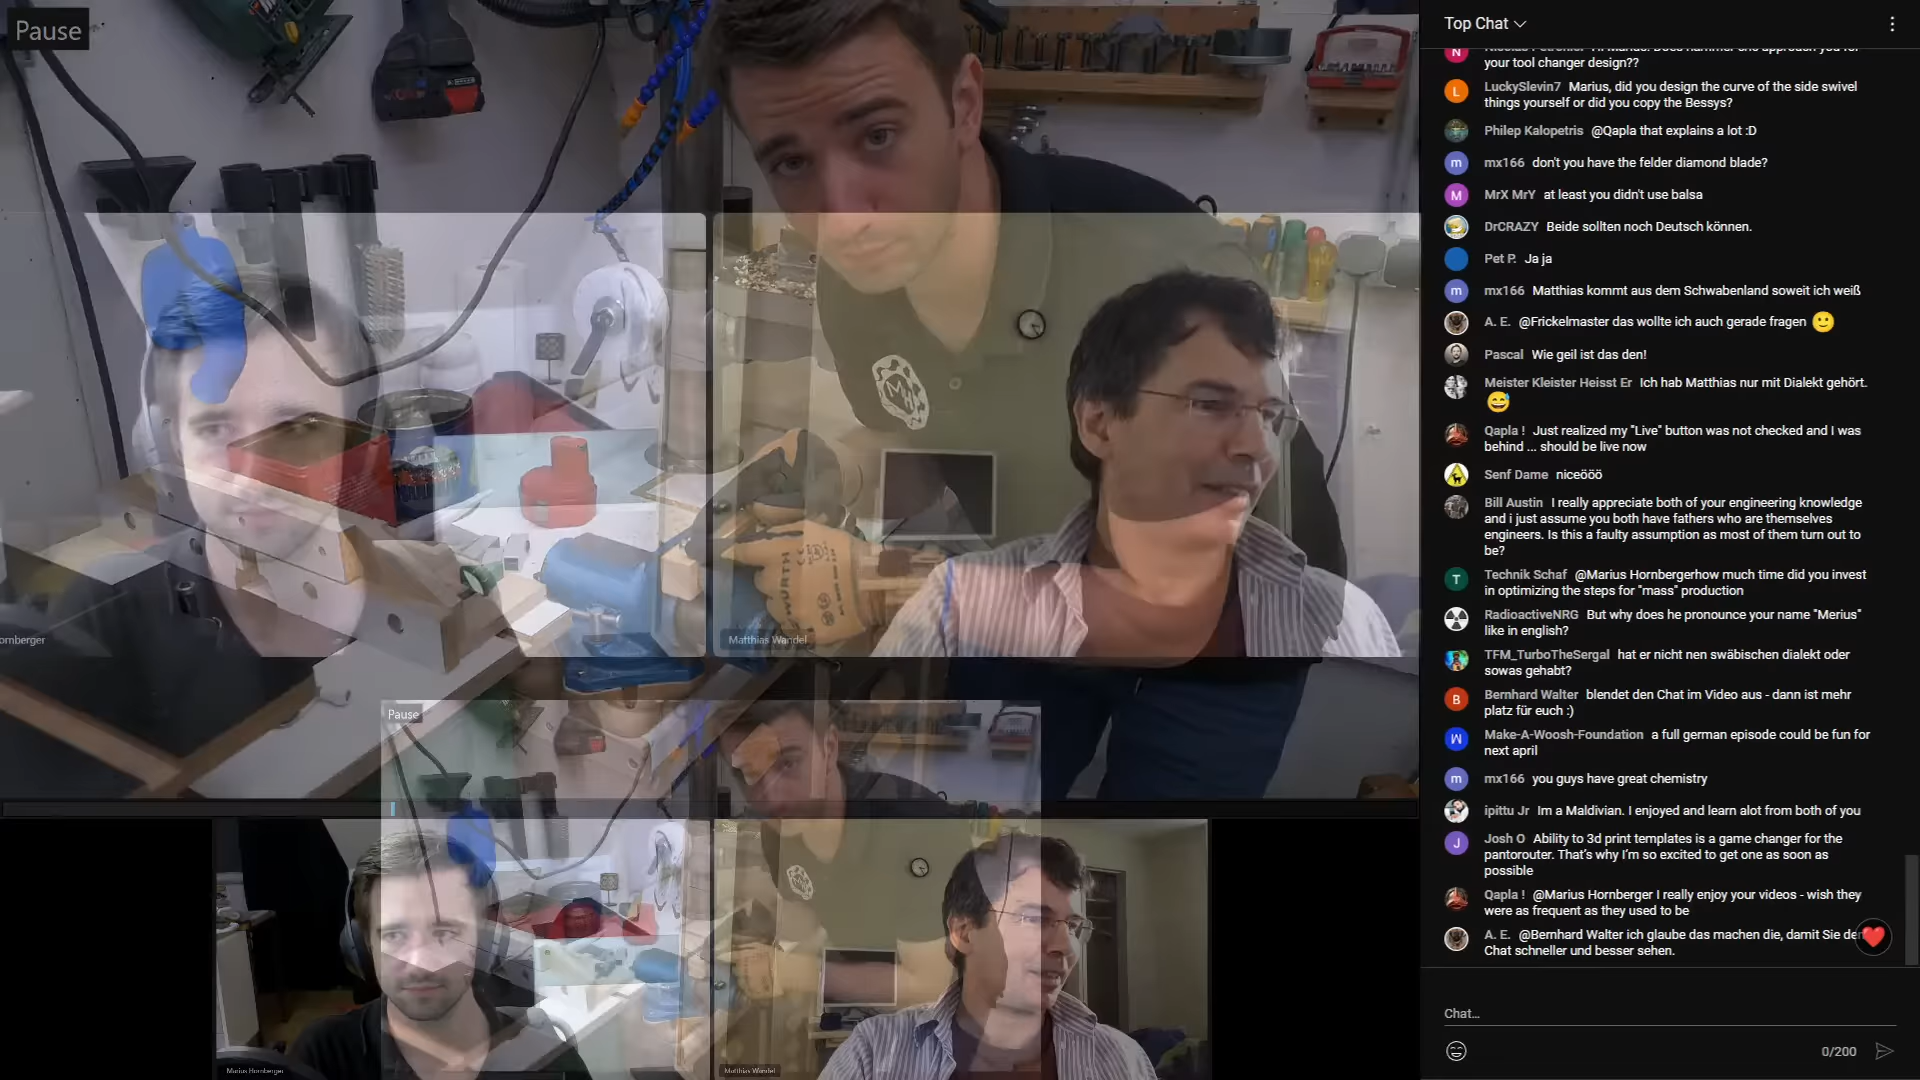 Pause
Top Chat
your tool changer design??
LuckySlevin7 Marius, did you design the curve of the side swivel
things yourself or did you copy the Bessys?
Philep Kalopetris @Qapla that explains a lot :D
mx166 don't you have the felder diamond blade?
MrX MrY at least you didn't use balsa
DrCRAZY Beide sollten noch Deutsch können.
Pet P. Ja ja
mx166 Matthias kommt aus dem Schwabenland soweit ich weiß
A. E. @Frickelmaster das wollte ich auch gerade fragen 🙂
Pascal Wie geil ist das den!
Meister Kleister Heisst Er Ich hab Matthias nur mit Dialekt gehört.
😅
Qapla ! Just realized my "Live" button was not checked and I was
behind ... should be live now
Senf Dame niceööö
Bill Austin I really appreciate both of your engineering knowledge
and i just assume you both have fathers who are themselves
engineers. Is this a faulty assumption as most of them turn out to
be?
Technik Schaf @Marius Hornbergerhow much time did you invest
in optimizing the steps for "mass" production
RadioactiveNRG But why does he pronounce your name "Merius"
like in english?
TFM_TurboTheSergal hat er nicht nen swäbischen dialekt oder
sowas gehabt?
Bernhard Walter blendet den Chat im Video aus - dann ist mehr
platz für euch :)
Make-A-Woosh-Foundation a full german episode could be fun for
next april
mx166 you guys have great chemistry
ipittu Jr Im a Maldivian. I enjoyed and learn alot from both of you
Josh O Ability to 3d print templates is a game changer for the
pantorouter. That's why I'm so excited to get one as soon as
possible
Qapla ! @Marius Hornberger I really enjoy your videos - wish they
were as frequent as they used to be
A. E. @Bernhard Walter ich glaube das machen die, damit Sie
Chat schneller und besser sehen.
Chat...
0/200
ornberger
Matthias Wandel
WÜRTH
Pause
Marius Hornberger
Matthias Wandel